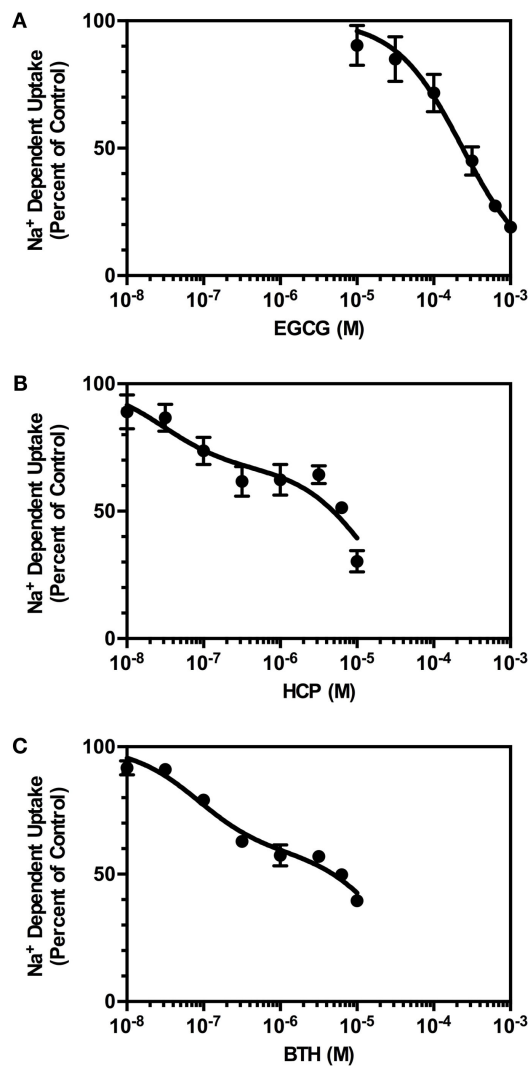 A
Na⁺ Dependent Uptake
(Percent of Control)
100
50
0
10⁻⁸ 10⁻⁷ 10⁻⁶ 10⁻⁵ 10⁻⁴ 10⁻³
EGCG (M)
B
Na⁺ Dependent Uptake
(Percent of Control)
100
50
0
10⁻⁸ 10⁻⁷ 10⁻⁶ 10⁻⁵ 10⁻⁴ 10⁻³
HCP (M)
C
Na⁺ Dependent Uptake
(Percent of Control)
100
50
0
10⁻⁸ 10⁻⁷ 10⁻⁶ 10⁻⁵ 10⁻⁴ 10⁻³
BTH (M)